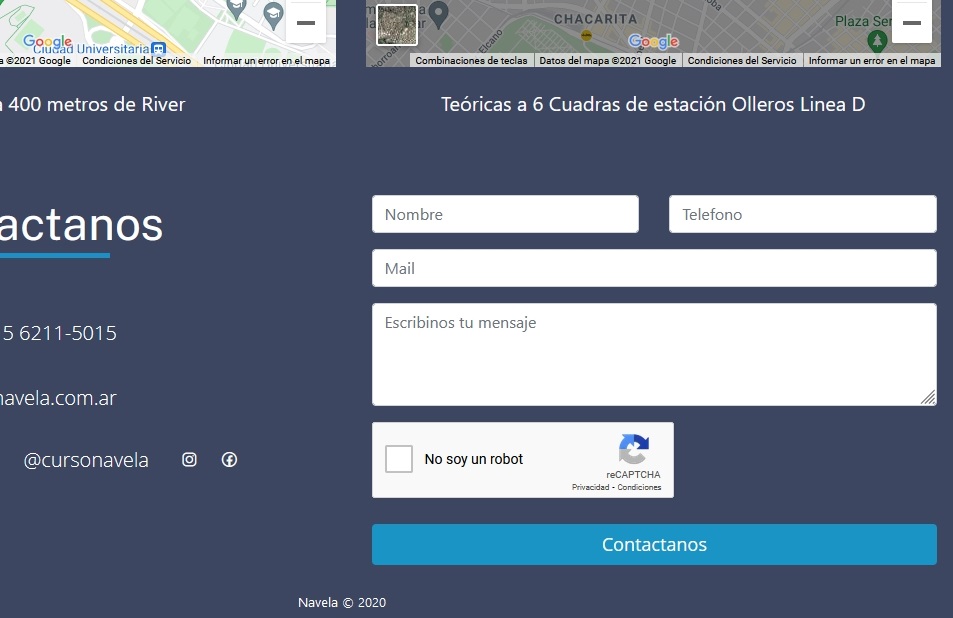 Google
Ciudad Universitaria
©2021 Google
Condiciones del Servicio
Informar un error en el mapa
CHACARITA
Elcano
Plaza Ser
Google
Combinaciones de teclas
Datos del mapa ©2021 Google
Condiciones del Servicio
Informar un error en el mapa
400 metros de River
Teóricas a 6 Cuadras de estación Olleros Linea D
actanos
Nombre
Telefono
Mail
Escribinos tu mensaje
5 6211-5015
navela.com.ar
@cursonavela
No soy un robot
reCAPTCHA
Privacidad - Condiciones
Contactanos
Navela © 2020